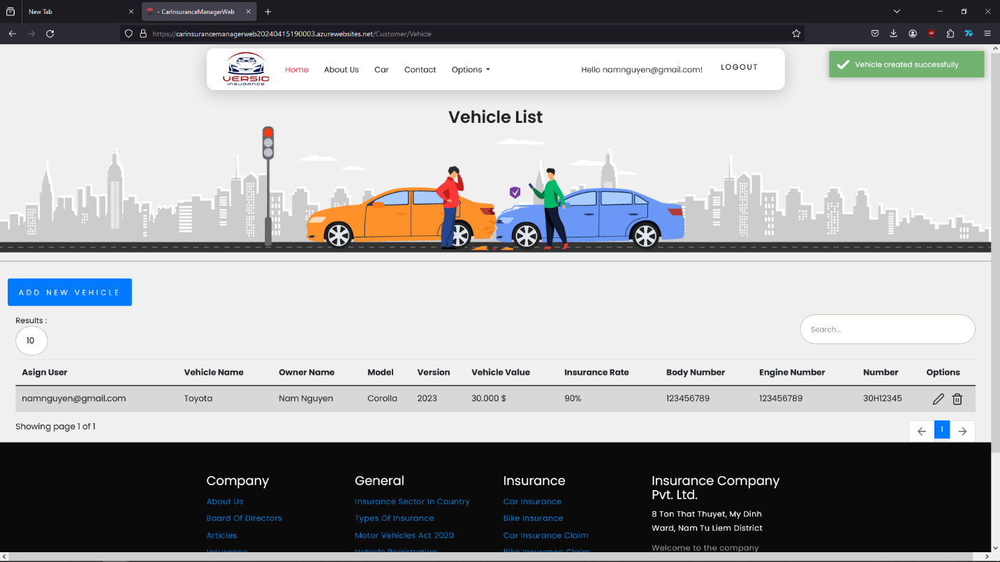 New Tab
- CarInsuranceManagerWeb
https://carinsurancemanagerweb20240415190003.azurewebsites.net/Customer/Vehicle
VERSIC
INSURANCE
Home
About Us
Car
Contact
Options
Hello namnguyen@gmail.com!
LOGOUT
Vehicle created successfully
Vehicle List
ADD NEW VEHICLE
Results :
10
Search...
Asign User Vehicle Name Owner Name Model Version Vehicle Value Insurance Rate Body Number Engine Number Number Options
namnguyen@gmail.com Toyota Nam Nguyen Corolla 2023 30.000 $ 90% 123456789 123456789 30H12345
Showing page 1 of 1
1
Company
About Us
Board Of Directors
Articles
Insurance
General
Insurance Sector In Country
Types Of Insurance
Motor Vehicles Act 2020
Vehicle Registration
Insurance
Car Insurance
Bike Insurance
Car Insurance Claim
Bike Insurance Claim
Insurance Company
Pvt. Ltd.
8 Ton That Thuyet, My Dinh
Ward, Nam Tu Liem District
Welcome to the company